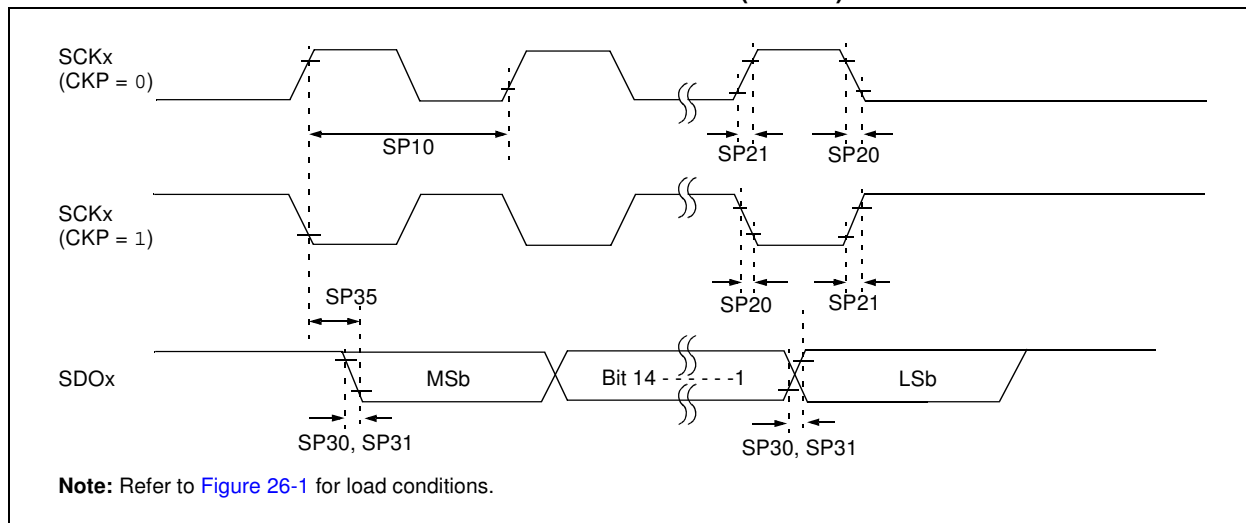 SCKx
(CKP = 0)
SP10
SP21
SP20
SCKx
(CKP = 1)
SP35
SP20
SP21
SDOx
MSb
Bit 14 - - - - - - -1
LSb
SP30, SP31
SP30, SP31
Note: Refer to Figure 26-1 for load conditions.